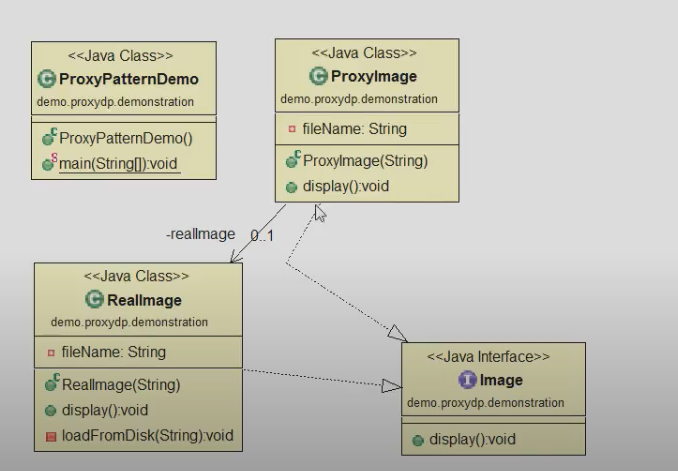 <<Java Class>>
ProxyPatternDemo
demo.proxydp.demonstration
ProxyPatternDemo()
main(String[]):void
<<Java Class>>
ProxyImage
demo.proxydp.demonstration
fileName: String
ProxyImage(String)
display():void
-realImage 0..1
<<Java Class>>
RealImage
demo.proxydp.demonstration
fileName: String
RealImage(String)
display():void
loadFromDisk(String):void
<<Java Interface>>
Image
demo.proxydp.demonstration
display():void